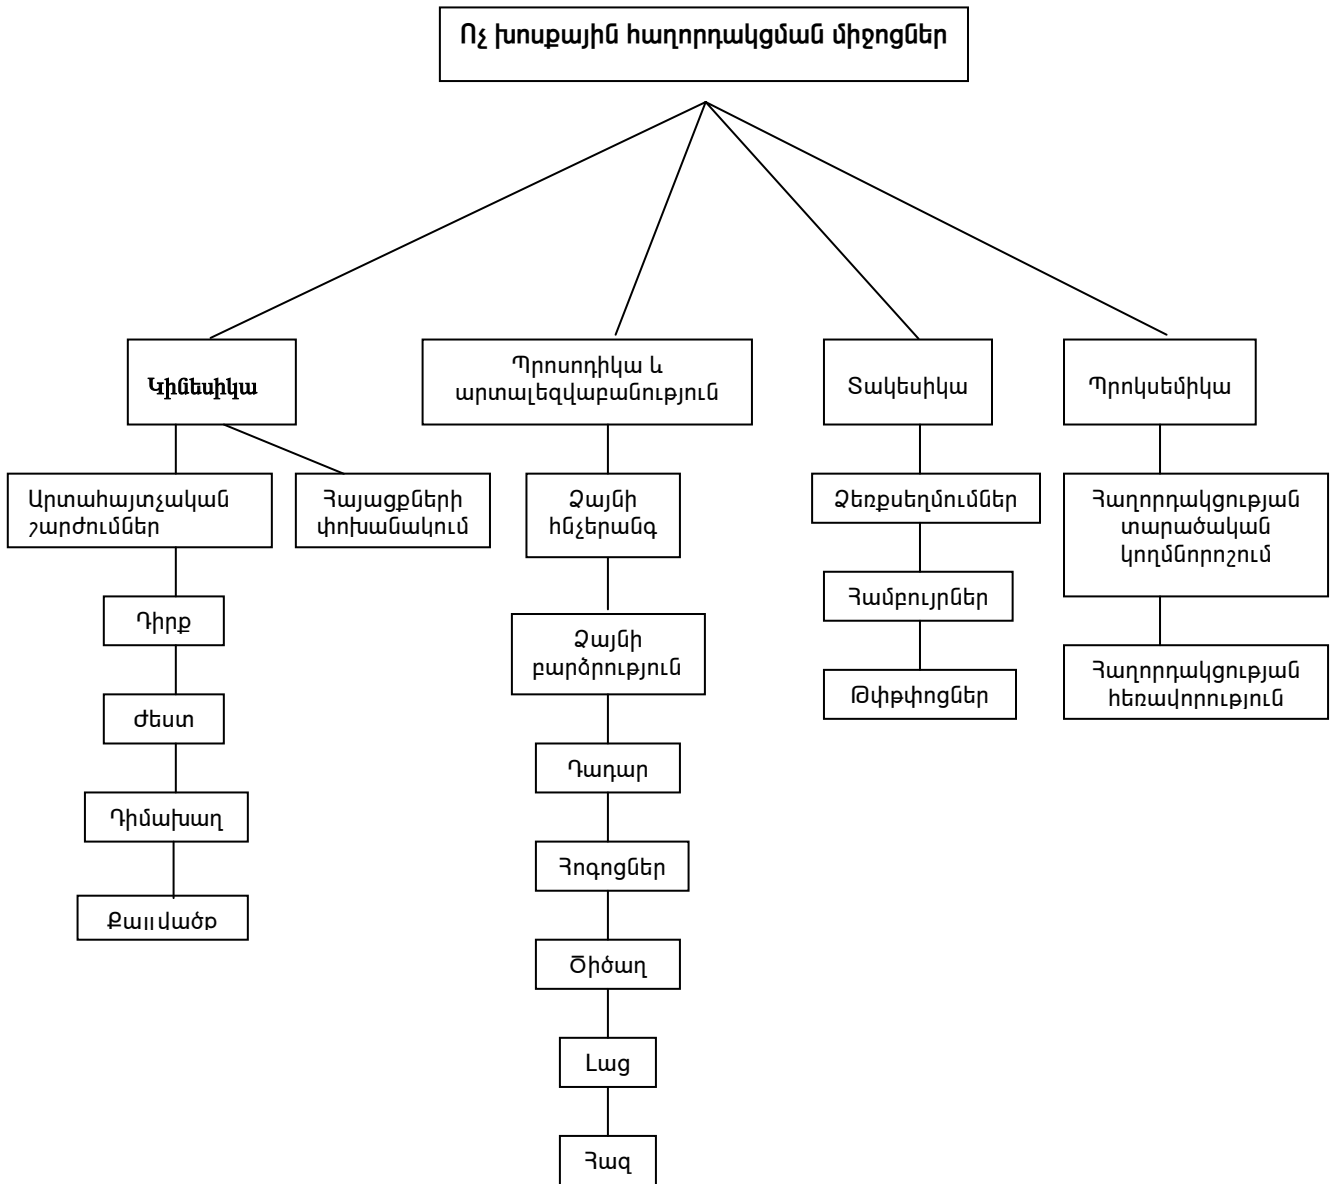 Ոչ խոսքային հաղորդակցման միջոցներ
Կինեսիկա
Պրոսոդիկա և
արտալեզվաբանություն
Տակեսիկա
Պրոկսեմիկա
Արտահայտչական
շարժումներ
Հայացքների
փոխանակում
Ձայնի
հնչերանգ
Ձեռքսեղմումներ
Հաղորդակցության
տարածական
կողմնորոշում
Դիրք
Համբույրներ
Ձայնի
բարձրություն
Հաղորդակցության
հեռավորություն
Թփթփոցներ
Ժեստ
Դադար
Դիմախաղ
Հոգոցներ
Քայլվածք
Ծիծաղ
Լաց
Հազ